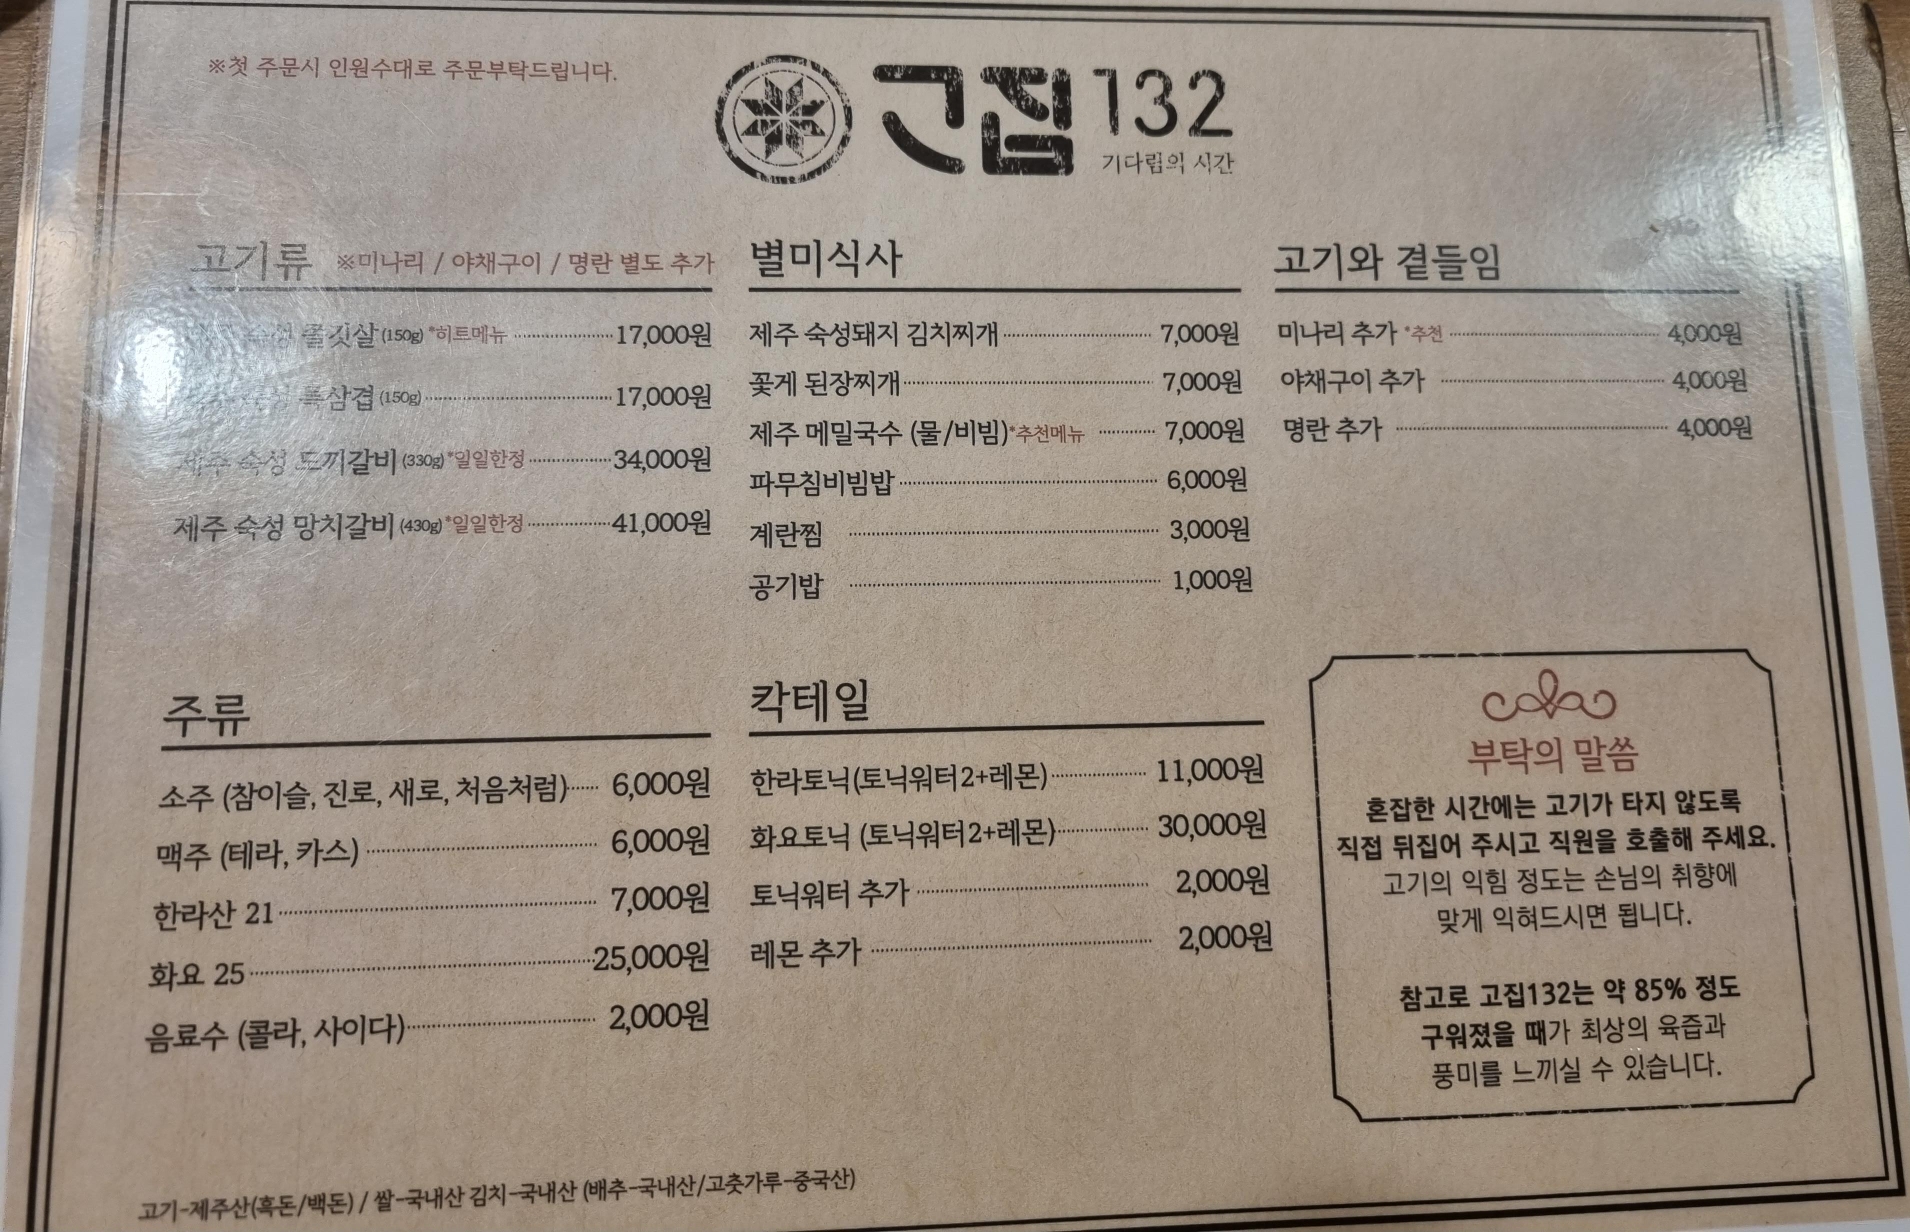 ※첫 주문시 인원수대로 주문부탁드립니다.
고집132
기다림의 시간
고기류 ※미나리 / 야채구이 / 명란 별도 추가
숙성 풀짓살 (150g) *히트메뉴 17,000원
흑삼겹 (150g) 17,000원
제주 숙성 도끼갈비 (330g) *일일한정 34,000원
제주 숙성 망치갈비 (430g) *일일한정 41,000원
별미식사
제주 숙성돼지 김치찌개 7,000원
꽃게 된장찌개 7,000원
제주 메밀국수 (물/비빔)*추천메뉴 7,000원
파무침비빔밥 6,000원
계란찜 3,000원
공기밥 1,000원
고기와 곁들임
미나리 추가 *추천 4,000원
야채구이 추가 4,000원
명란 추가 4,000원
주류
소주 (참이슬, 진로, 새로, 처음처럼) 6,000원
맥주 (테라, 카스) 6,000원
한라산 21 7,000원
화요 25 25,000원
음료수 (콜라, 사이다) 2,000원
칵테일
한라토닉(토닉워터2+레몬) 11,000원
화요토닉 (토닉워터2+레몬) 30,000원
토닉워터 추가 2,000원
레몬 추가 2,000원
부탁의 말씀
혼잡한 시간에는 고기가 타지 않도록
직접 뒤집어 주시고 직원을 호출해 주세요.
고기의 익힘 정도는 손님의 취향에
맞게 익혀드시면 됩니다.
참고로 고집132는 약 85% 정도
구워졌을 때가 최상의 육즙과
풍미를 느끼실 수 있습니다.
고기-제주산(흑돈/백돈) / 쌀-국내산 김치-국내산 (배추-국내산/고춧가루-중국산)